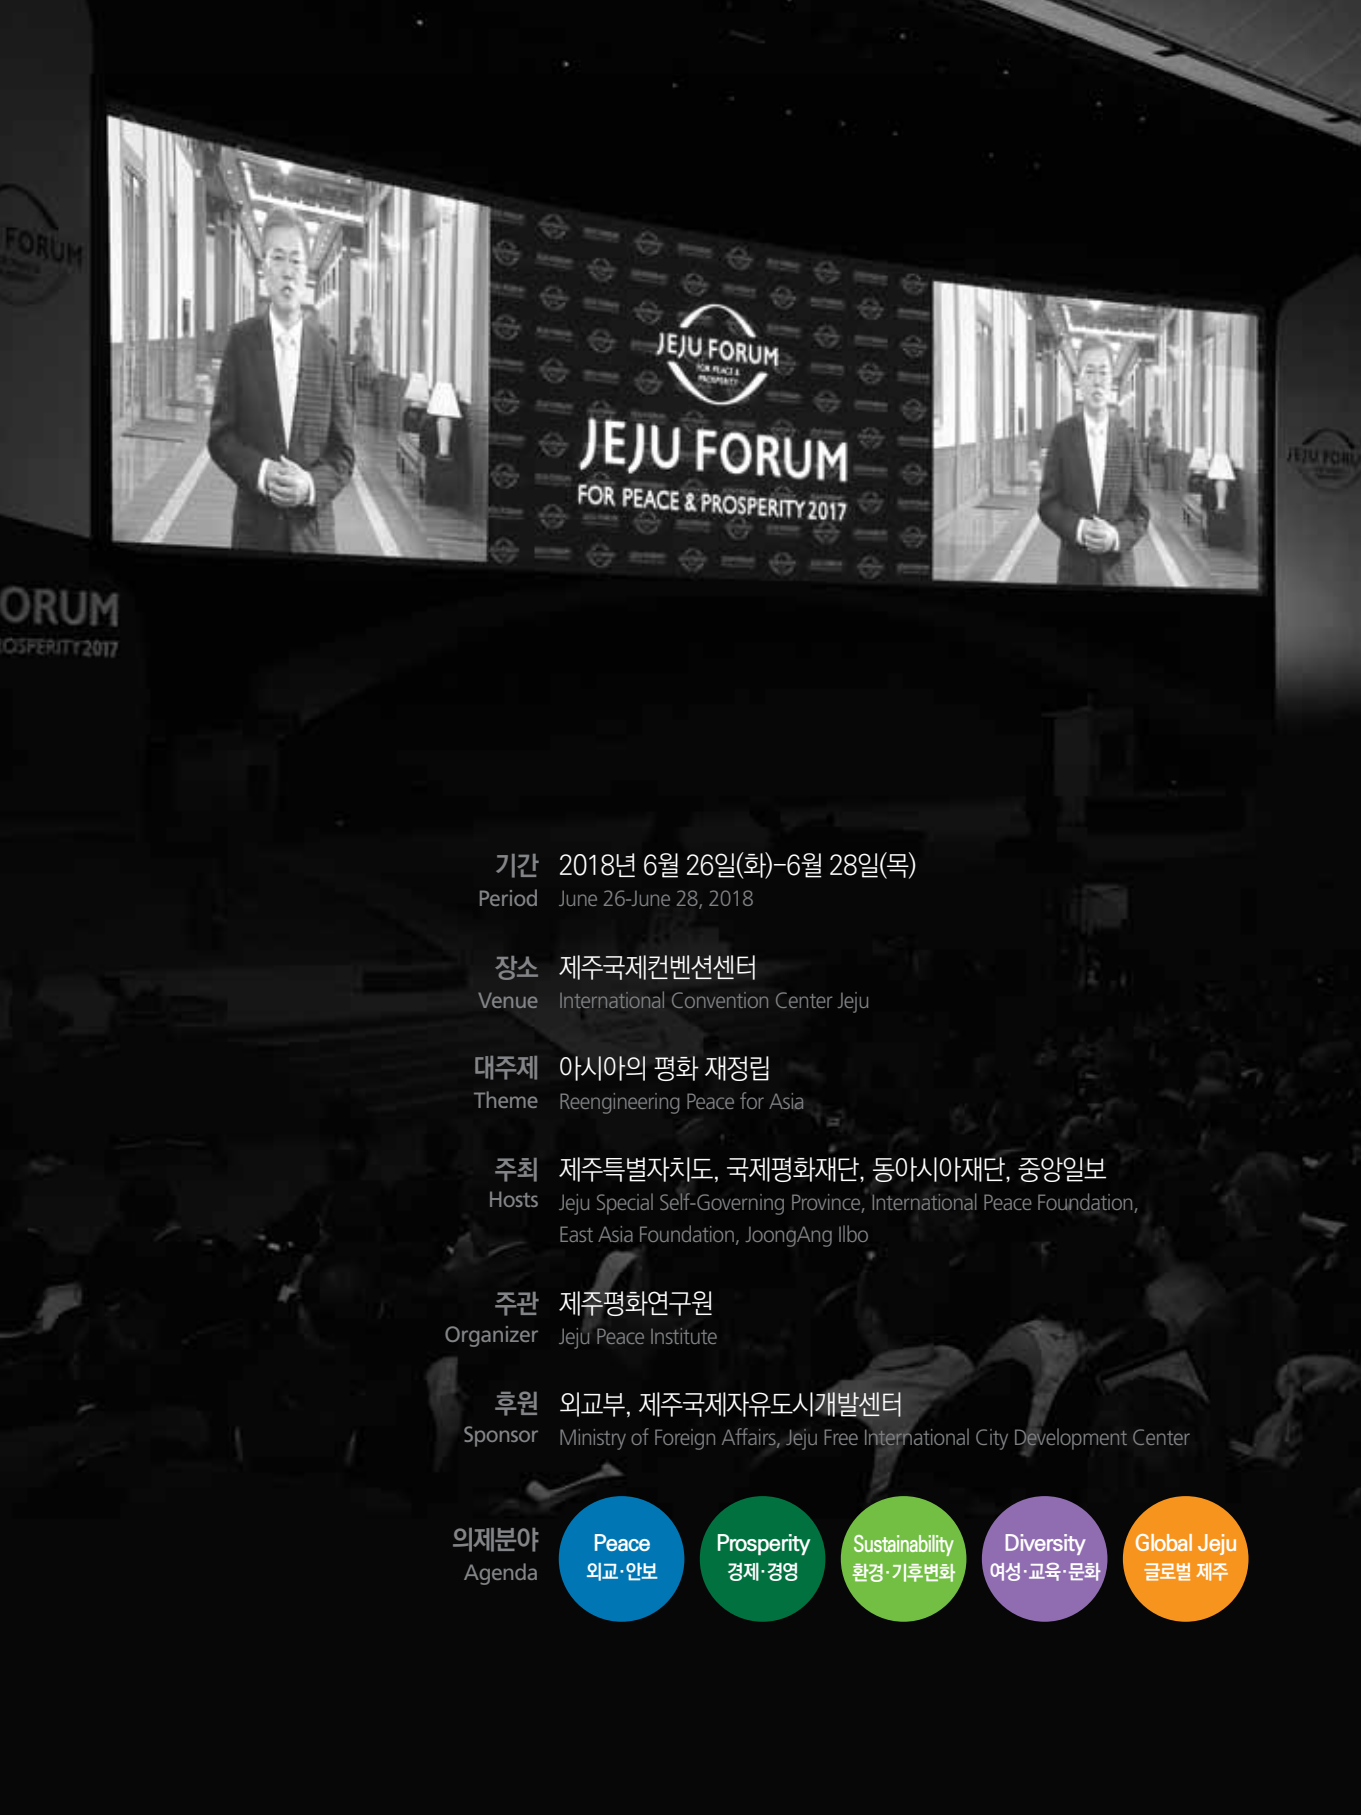 FORUM
JEJU FORUM
FOR PEACE &
PROSPERITY
JEJU FORUM
FOR PEACE & PROSPERITY 2017
JEJU FORU
ORUM
ROSPERITY 2017
기간 2018년 6월 26일(화)-6월 28일(목)
Period June 26-June 28, 2018
장소 제주국제컨벤션센터
Venue International Convention Center Jeju
대주제 아시아의 평화 재정립
Theme Reengineering Peace for Asia
주최 제주특별자치도, 국제평화재단, 동아시아재단, 중앙일보
Hosts Jeju Special Self-Governing Province, International Peace Foundation,
East Asia Foundation, JoongAng Ilbo
주관 제주평화연구원
Organizer Jeju Peace Institute
후원 외교부, 제주국제자유도시개발센터
Sponsor Ministry of Foreign Affairs, Jeju Free International City Development Center
의제분야
Agenda
Peace
외교·안보
Prosperity
경제·경영
Sustainability
환경·기후변화
Diversity
여성·교육·문화
Global Jeju
글로벌 제주